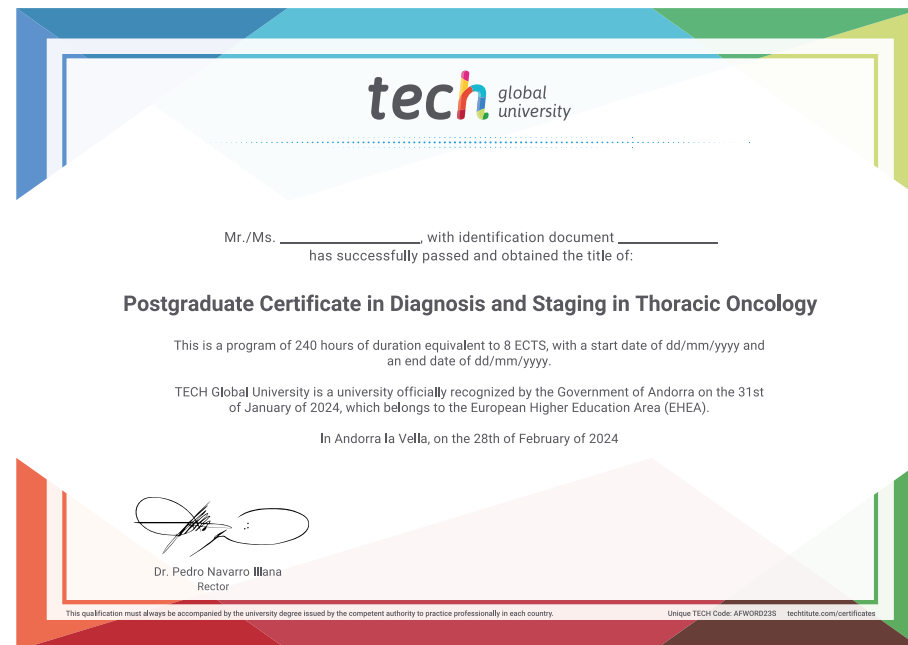 tech global university
Mr./Ms. ____________, with identification document ____________
has successfully passed and obtained the title of:
Postgraduate Certificate in Diagnosis and Staging in Thoracic Oncology
This is a program of 240 hours of duration equivalent to 8 ECTS, with a start date of dd/mm/yyyy and
an end date of dd/mm/yyyy.
TECH Global University is a university officially recognized by the Government of Andorra on the 31st
of January of 2024, which belongs to the European Higher Education Area (EHEA).
In Andorra la Vella, on the 28th of February of 2024
Dr. Pedro Navarro Illana
Rector
This qualification must always be accompanied by the university degree issued by the competent authority to practice professionally in each country.
Unique TECH Code: AFWORD23S techtitute.com/certificates